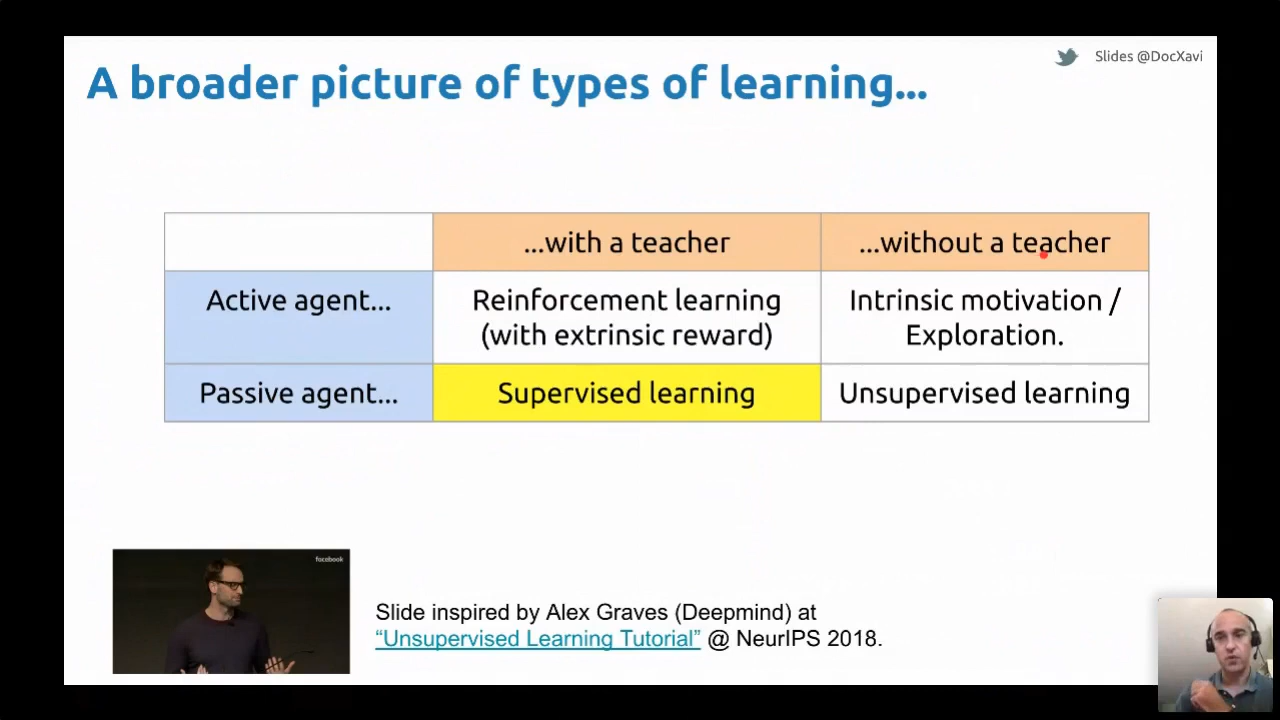 Slides @DocXavi
A broader picture of types of learning...
...with a teacher
...without a teacher
Active agent...
Reinforcement learning
(with extrinsic reward)
Intrinsic motivation /
Exploration.
Passive agent...
Supervised learning
Unsupervised learning
facebook
Slide inspired by Alex Graves (Deepmind) at
“Unsupervised Learning Tutorial” @ NeurIPS 2018.